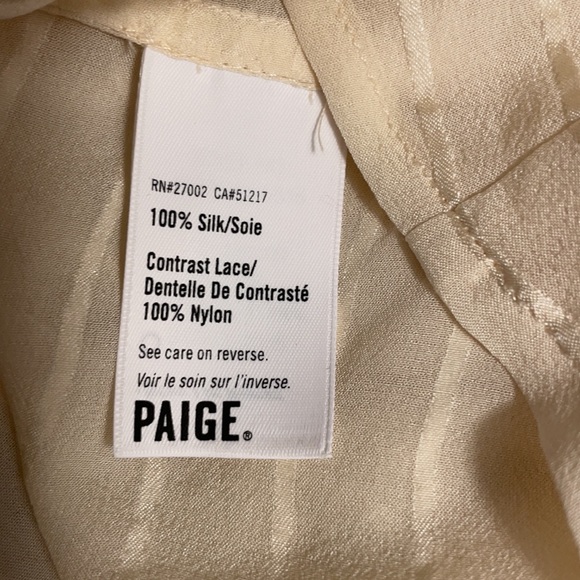 RN#27002 CA#51217
100% Silk/Soie
Contrast Lace/
Dentelle De Contrasté
100% Nylon
See care on reverse.
Voir le soin sur l'inverse.
PAIGE®